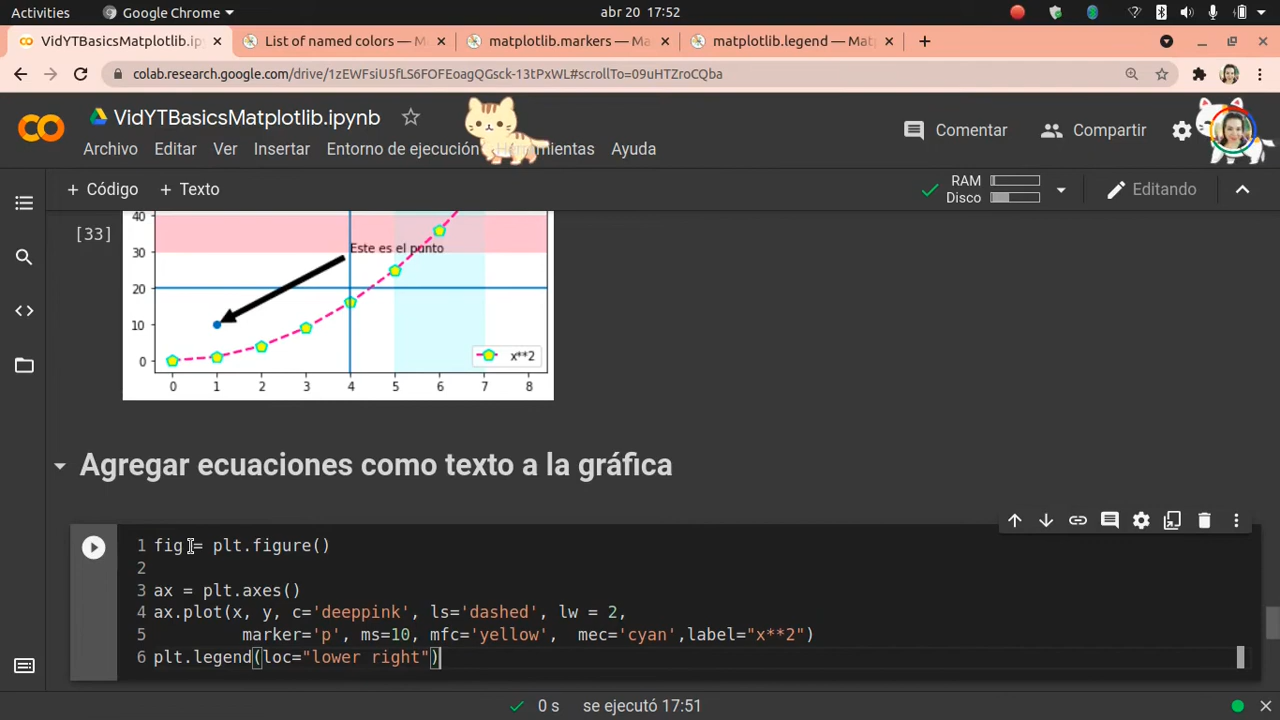 Activities
Google Chrome
abr 20 17:52
VidYTBasicsMatplotlib.ip
List of named colors — M
matplotlib.markers — Mat
matplotlib.legend — Mat
colab.research.google.com/drive/1zEWFsiU5fLS6FOFEoagQGsck-13tPxWL#scrollTo=09uHTZroCQba
VidYTBasicsMatplotlib.ipynb
Comentar
Compartir
Archivo Editar Ver Insertar Entorno de ejecución Herramientas Ayuda
+ Código + Texto
RAM
Disco
Editando
[33]
40
30
20
10
0
Este es el punto
x**2
0 1 2 3 4 5 6 7 8
Agregar ecuaciones como texto a la gráfica
1 fig = plt.figure()
2
3 ax = plt.axes()
4 ax.plot(x, y, c='deeppink', ls='dashed', lw = 2,
5 marker='p', ms=10, mfc='yellow', mec='cyan',label="x**2")
6 plt.legend(loc="lower right")
0 s se ejecutó 17:51